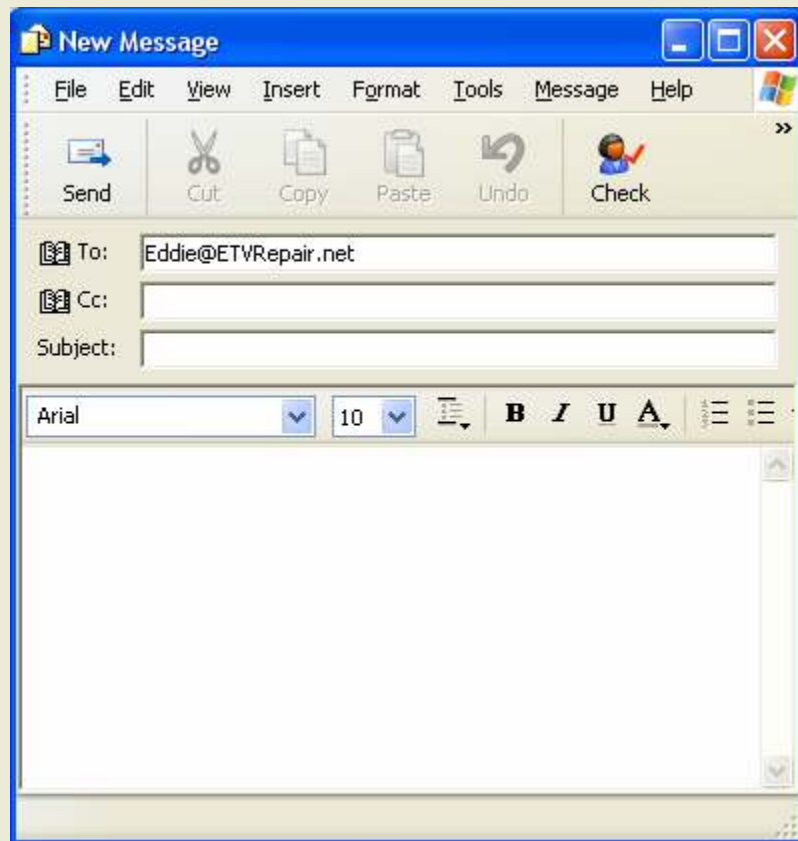 New Message
File Edit View Insert Format Tools Message Help
Send Cut Copy Paste Undo Check »
To: Eddie@ETVRepair.net
Cc:
Subject:
Arial 10 B I U A